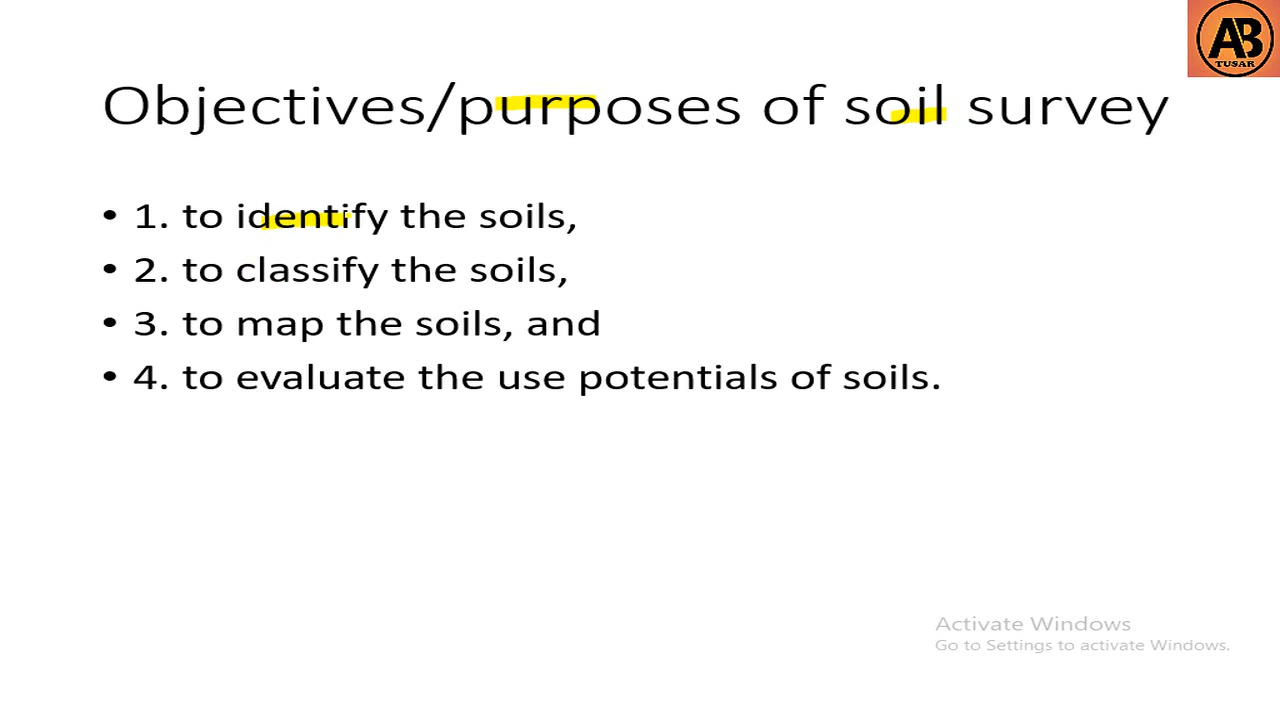 AB
TUSAR
Objectives/purposes of soil survey
• 1. to identify the soils,
• 2. to classify the soils,
• 3. to map the soils, and
• 4. to evaluate the use potentials of soils.
Activate Windows
Go to Settings to activate Windows.